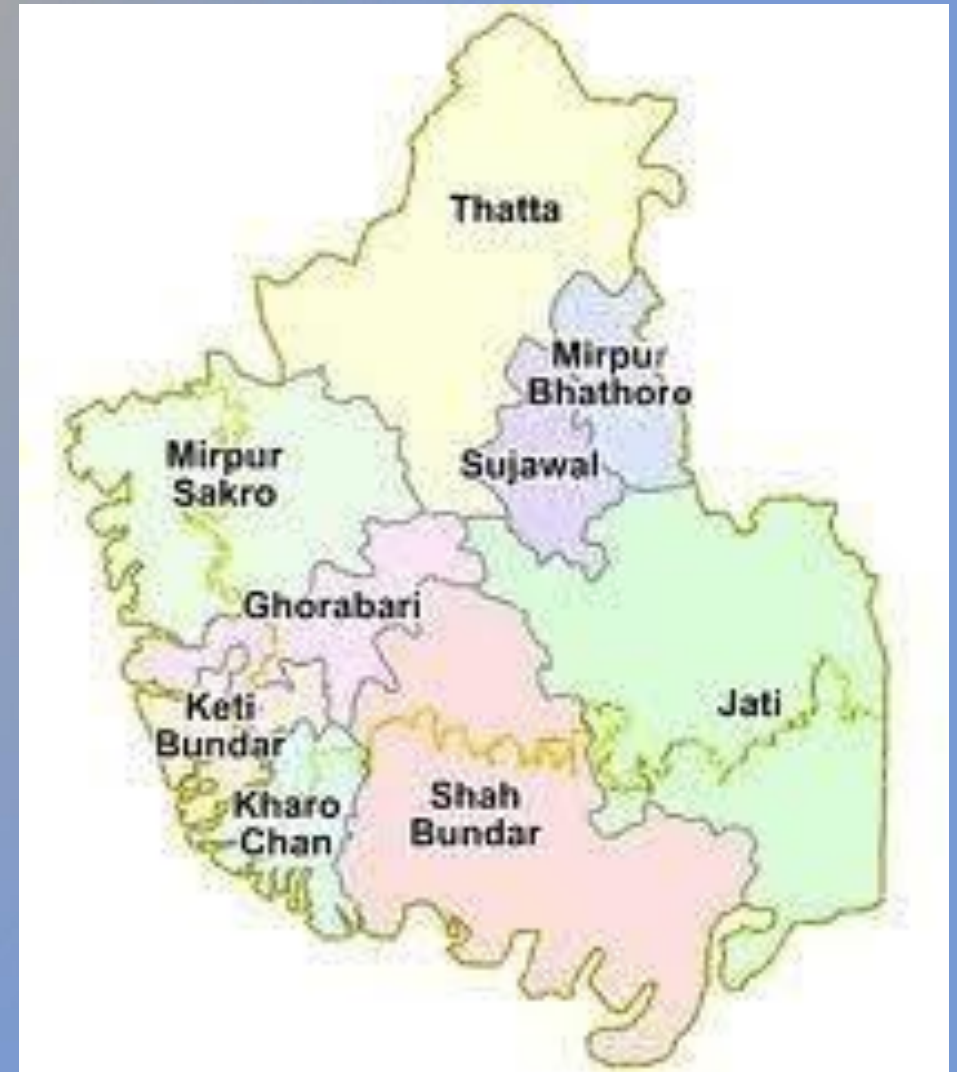 Thatta
Mirpur
Bhathoro
Sujawal
Mirpur
Sakro
Ghorabari
Keti
Bundar
Jati
Kharo
Chan
Shah
Bundar